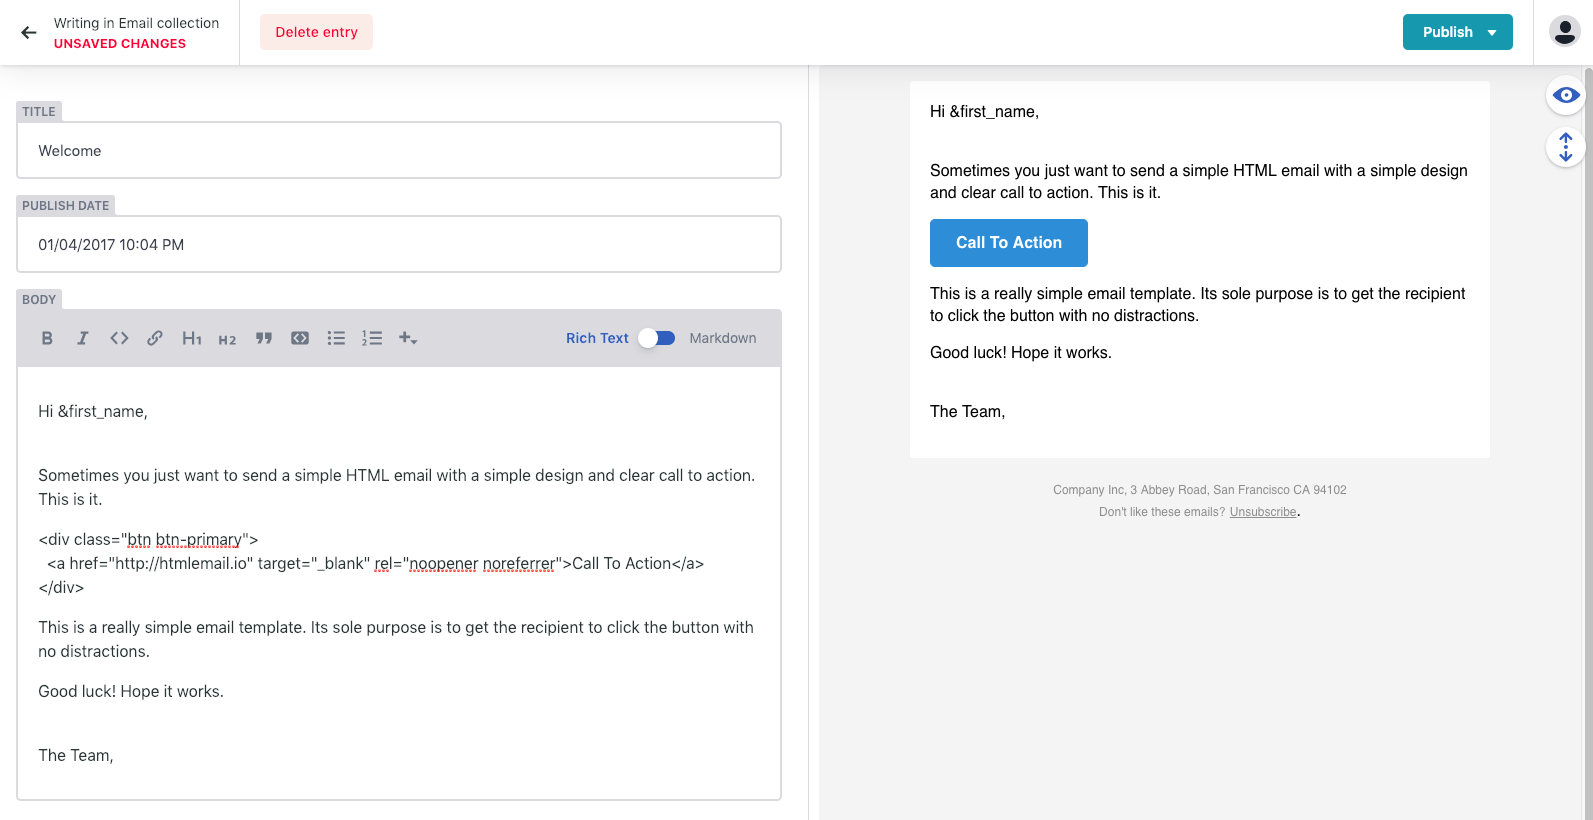 Writing in Email collection
UNSAVED CHANGES
Delete entry
Publish
TITLE
Welcome
PUBLISH DATE
01/04/2017 10:04 PM
BODY
B I <> H1 H2 Rich Text Markdown
Hi &first_name,
Sometimes you just want to send a simple HTML email with a simple design and clear call to action.
This is it.
<div class="btn btn-primary">
<a href="http://htmlemail.io" target="_blank" rel="noopener noreferrer">Call To Action</a>
</div>
This is a really simple email template. Its sole purpose is to get the recipient to click the button with
no distractions.
Good luck! Hope it works.
The Team,
Hi &first_name,
Sometimes you just want to send a simple HTML email with a simple design
and clear call to action. This is it.
Call To Action
This is a really simple email template. Its sole purpose is to get the recipient
to click the button with no distractions.
Good luck! Hope it works.
The Team,
Company Inc, 3 Abbey Road, San Francisco CA 94102
Don't like these emails? Unsubscribe.